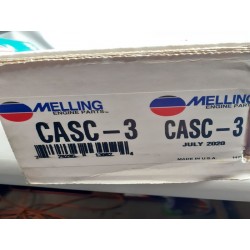 MELLING
ENGINE PARTS
CASC-3
MELLING
ENGINE PARTS
CASC-3
JULY 2020
MADE IN U.S.A.